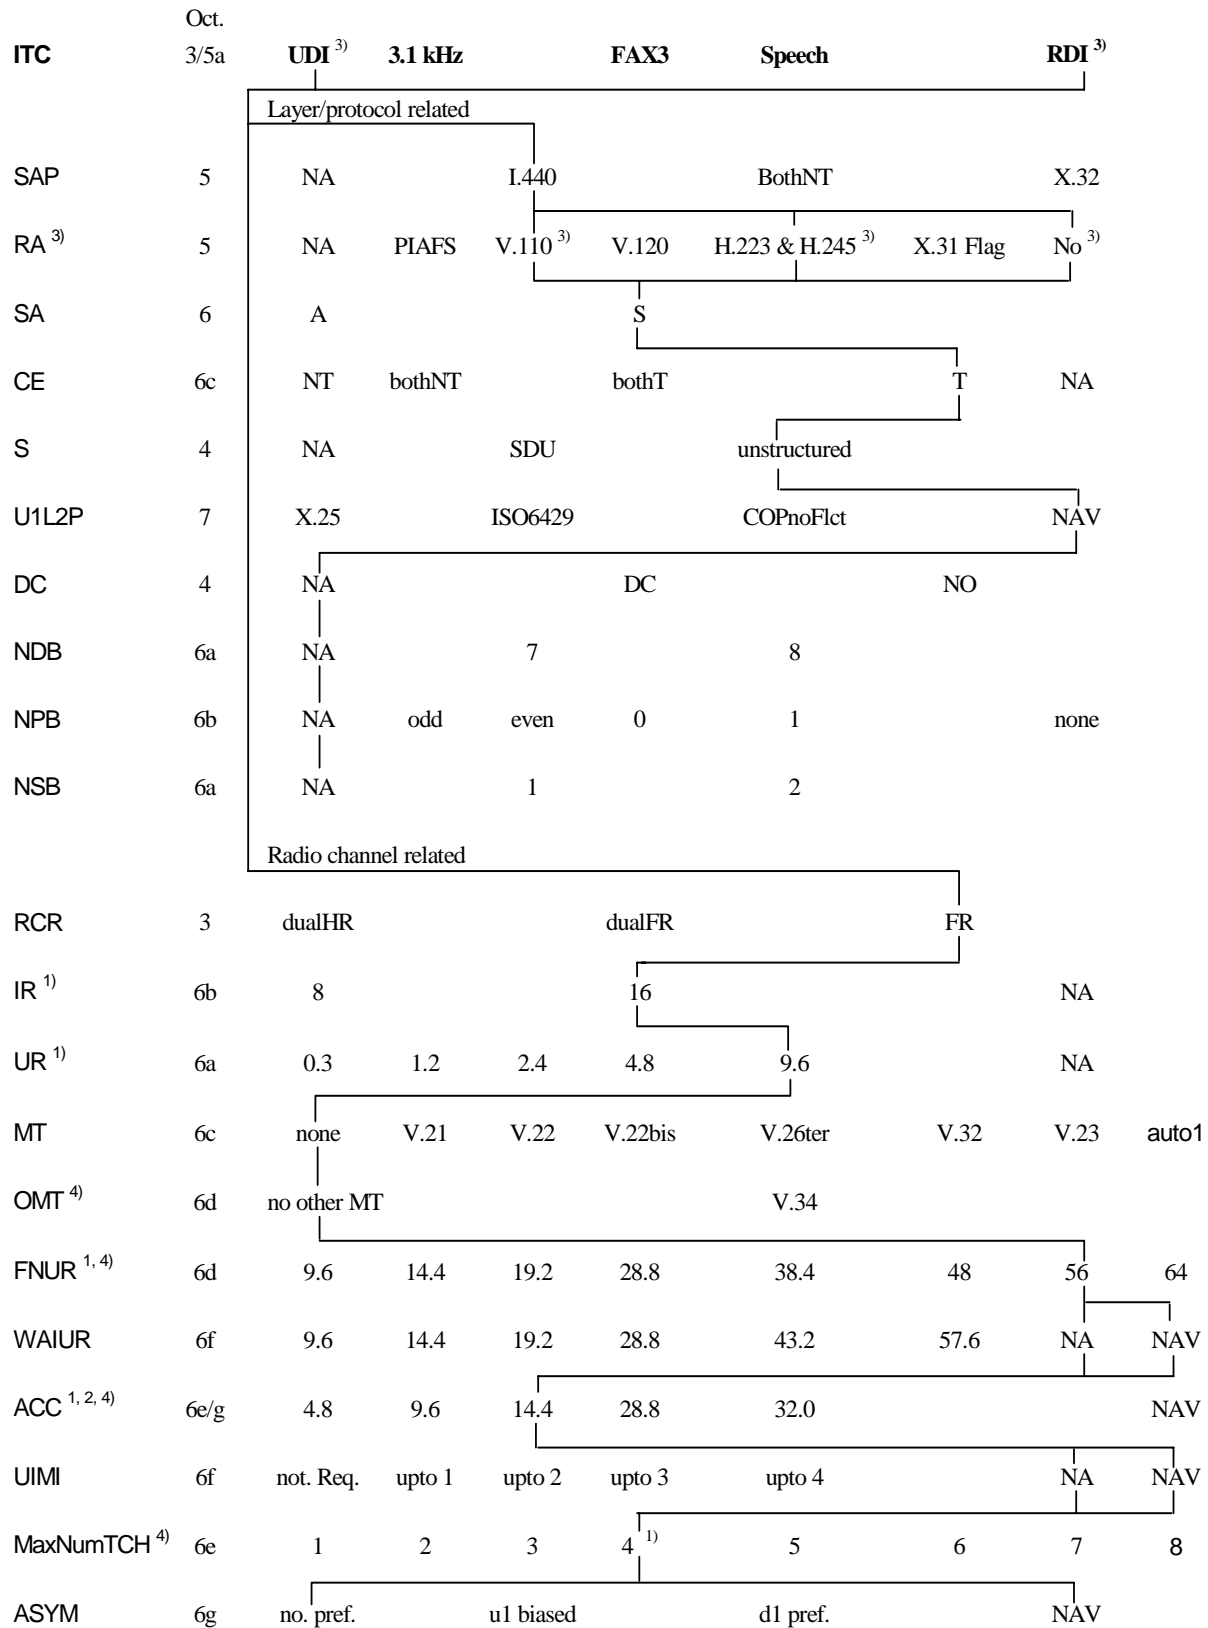 Oct.
ITC 3/5a UDI 3) 3.1 kHz FAX3 Speech RDI 3)
Layer/protocol related
SAP 5 NA I.440 BothNT X.32
RA 3) 5 NA PIAFS V.110 3) V.120 H.223 & H.245 3) X.31 Flag No 3)
SA 6 A S
CE 6c NT bothNT bothT T NA
S 4 NA SDU unstructured
U1L2P 7 X.25 ISO6429 COPnoFlct NAV
DC 4 NA DC NO
NDB 6a NA 7 8
NPB 6b NA odd even 0 1 none
NSB 6a NA 1 2
Radio channel related
RCR 3 dualHR dualFR FR
IR 1) 6b 8 16 NA
UR 1) 6a 0.3 1.2 2.4 4.8 9.6 NA
MT 6c none V.21 V.22 V.22bis V.26ter V.32 V.23 auto1
OMT 4) 6d no other MT V.34
FNUR 1, 4) 6d 9.6 14.4 19.2 28.8 38.4 48 56 64
WAIUR 6f 9.6 14.4 19.2 28.8 43.2 57.6 NA NAV
ACC 1, 2, 4) 6e/g 4.8 9.6 14.4 28.8 32.0 NAV
UIMI 6f not. Req. upto 1 upto 2 upto 3 upto 4 NA NAV
MaxNumTCH 4) 6e 1 2 3 4 1) 5 6 7 8
ASYM 6g no. pref. u1 biased d1 pref. NAV